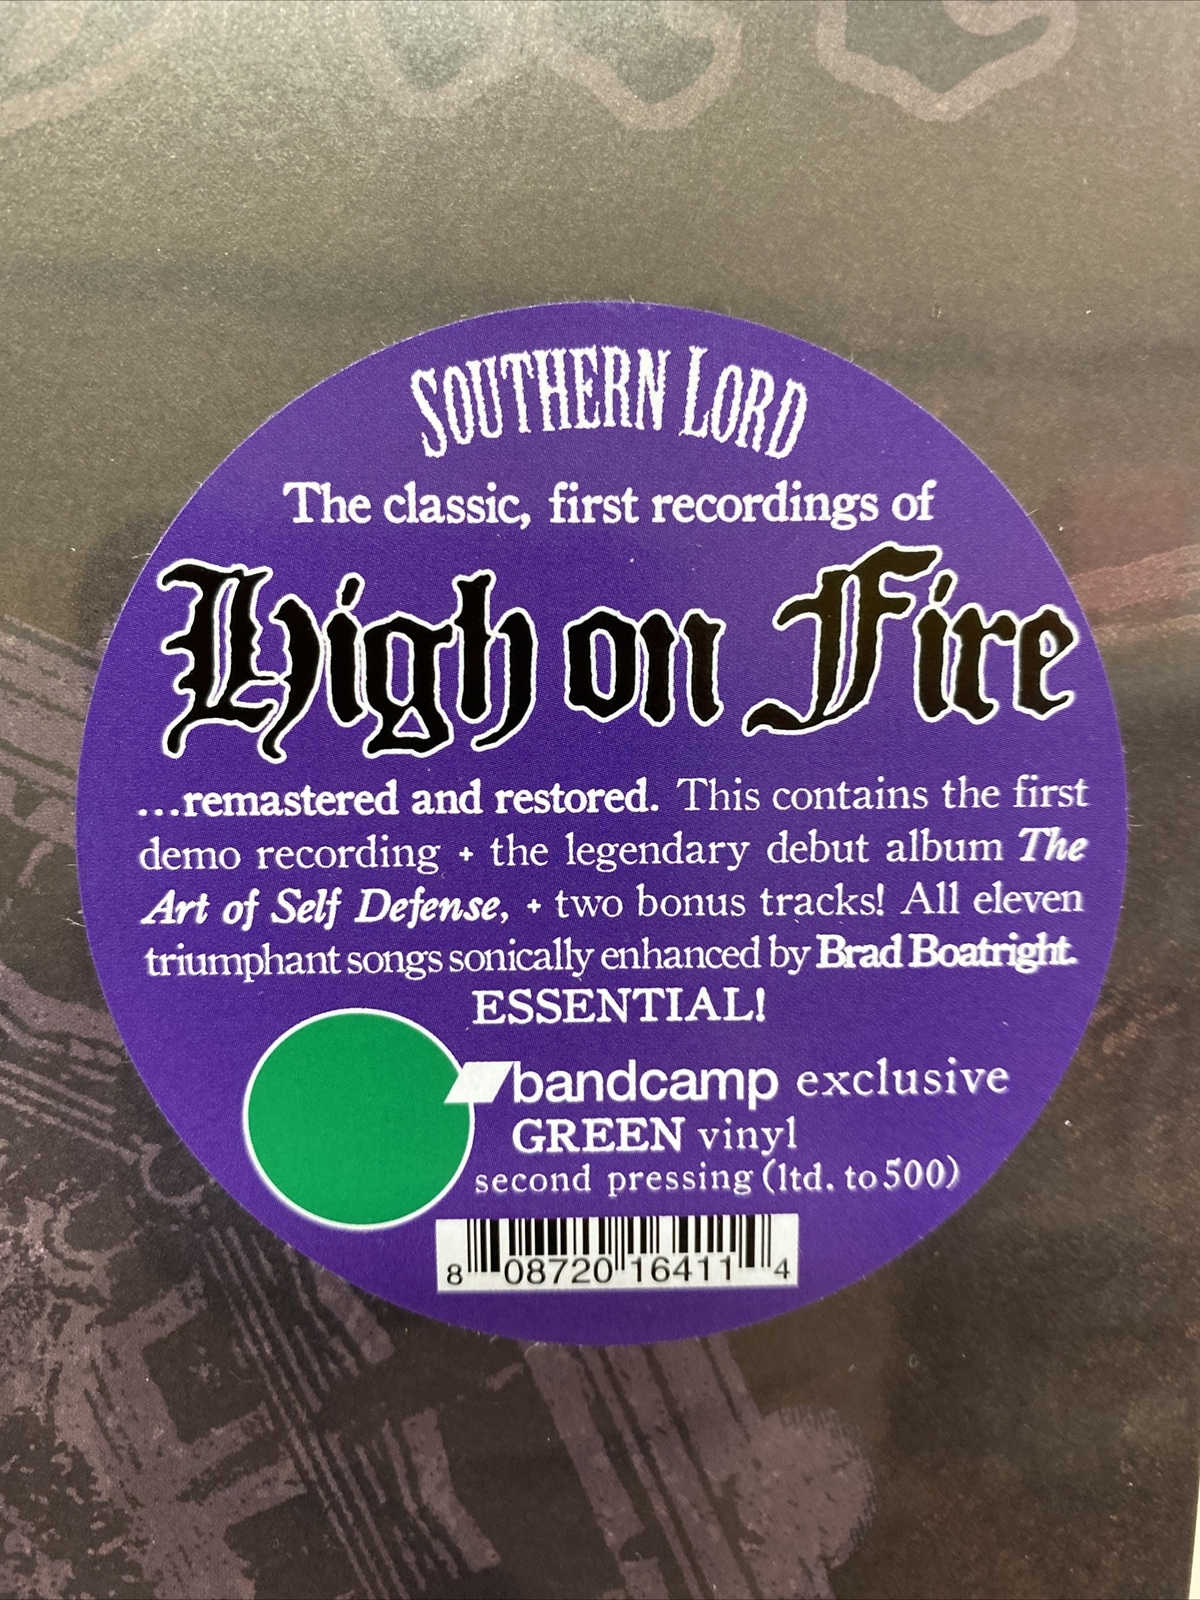 SOUTHERN LORD
The classic, first recordings of
High on Fire
...remastered and restored. This contains the first
demo recording + the legendary debut album The
Art of Self Defense, + two bonus tracks! All eleven
triumphant songs sonically enhanced by Brad Boatright.
ESSENTIAL!
bandcamp exclusive
GREEN vinyl
second pressing (ltd. to 500)
8 08720 16411 4